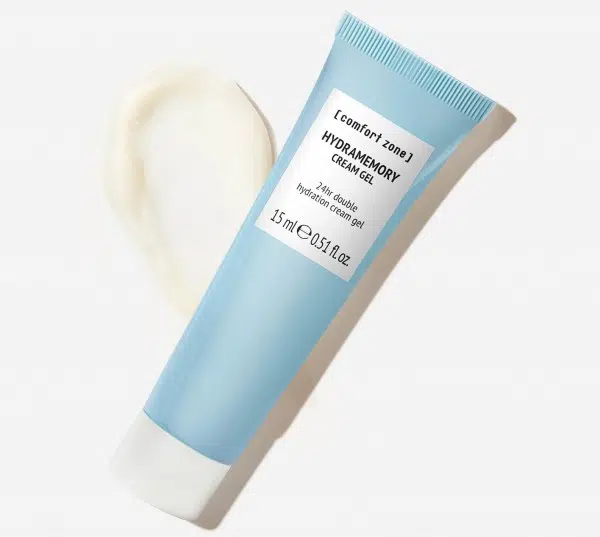 [comfort zone]
HYDRAMEMORY
CREAM GEL
24hr double
hydration cream gel
15 ml ℮ 0.51 fl.oz.